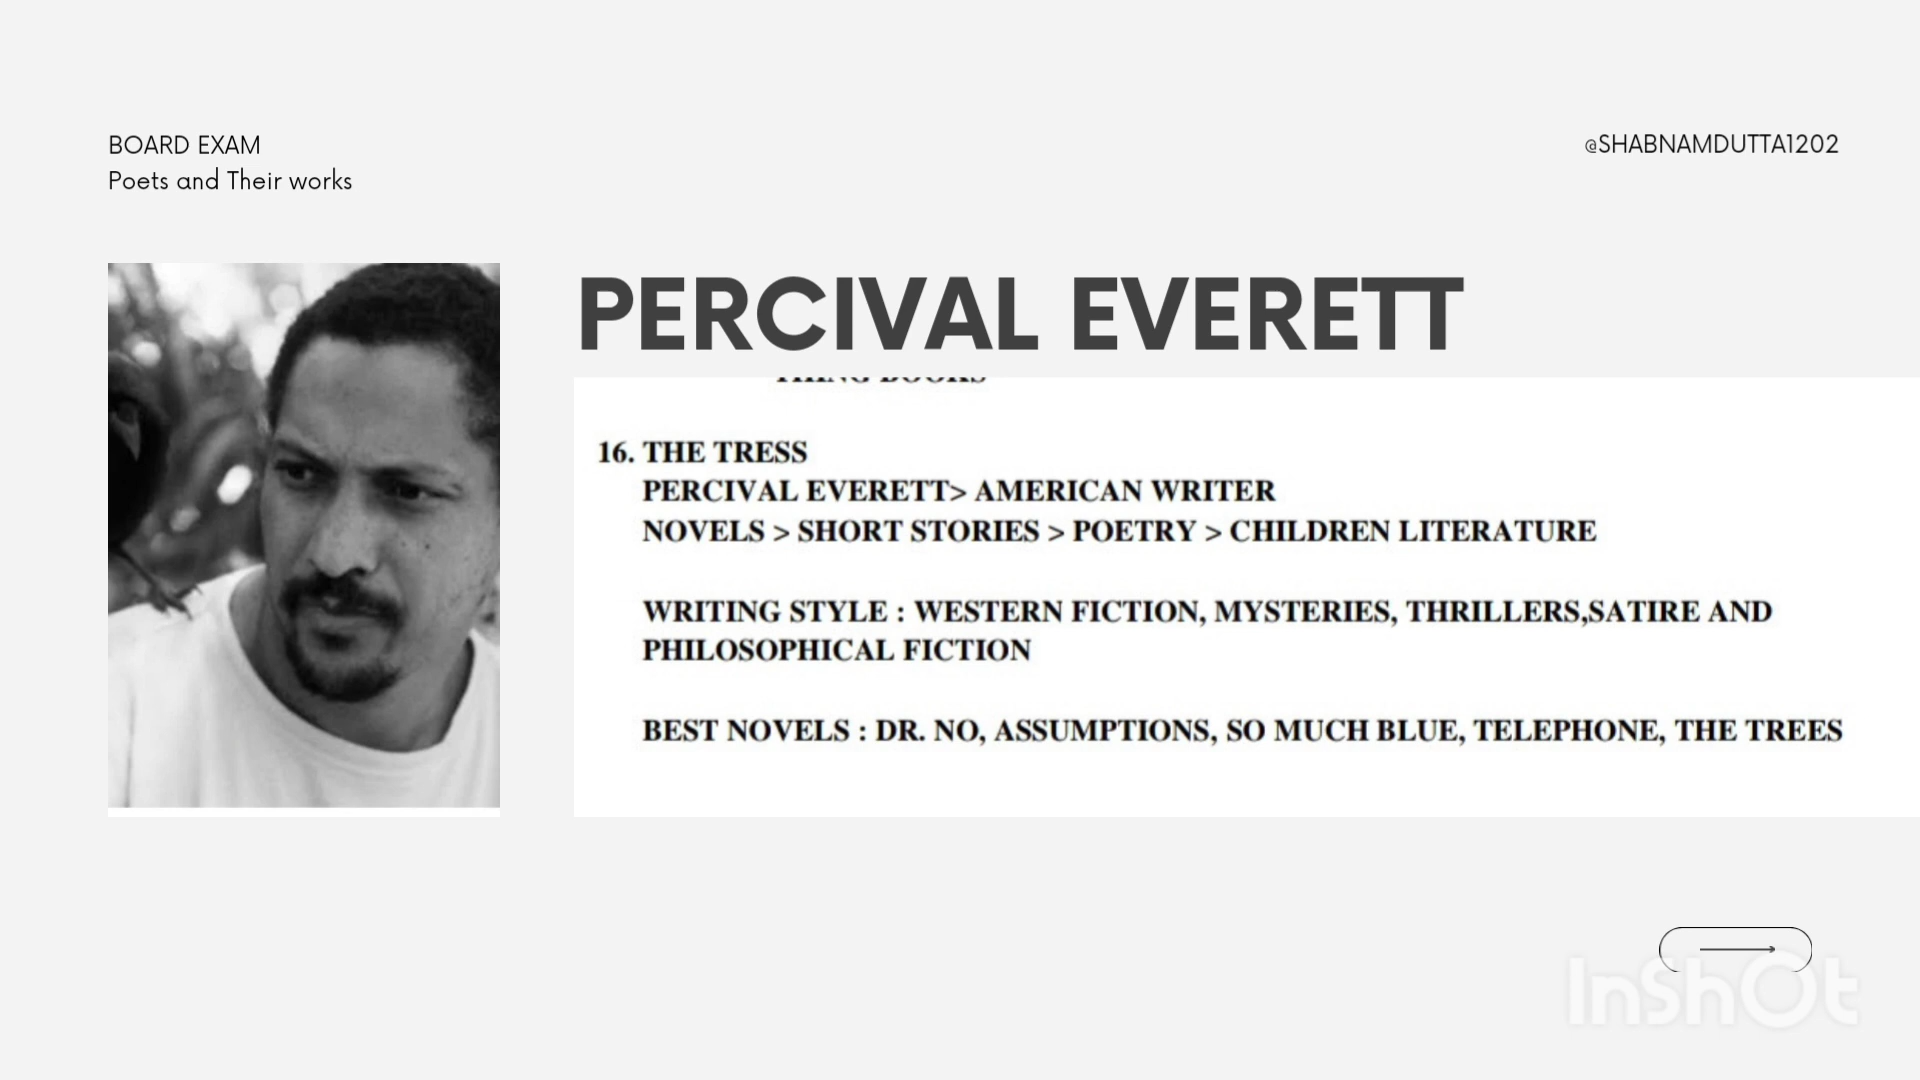 BOARD EXAM
Poets and Their works
@SHABNAMDUTTA1202
PERCIVAL EVERETT
THING BOOKS
16. THE TRESS
PERCIVAL EVERETT> AMERICAN WRITER
NOVELS > SHORT STORIES > POETRY > CHILDREN LITERATURE
WRITING STYLE : WESTERN FICTION, MYSTERIES, THRILLERS,SATIRE AND
PHILOSOPHICAL FICTION
BEST NOVELS : DR. NO, ASSUMPTIONS, SO MUCH BLUE, TELEPHONE, THE TREES
InShOt